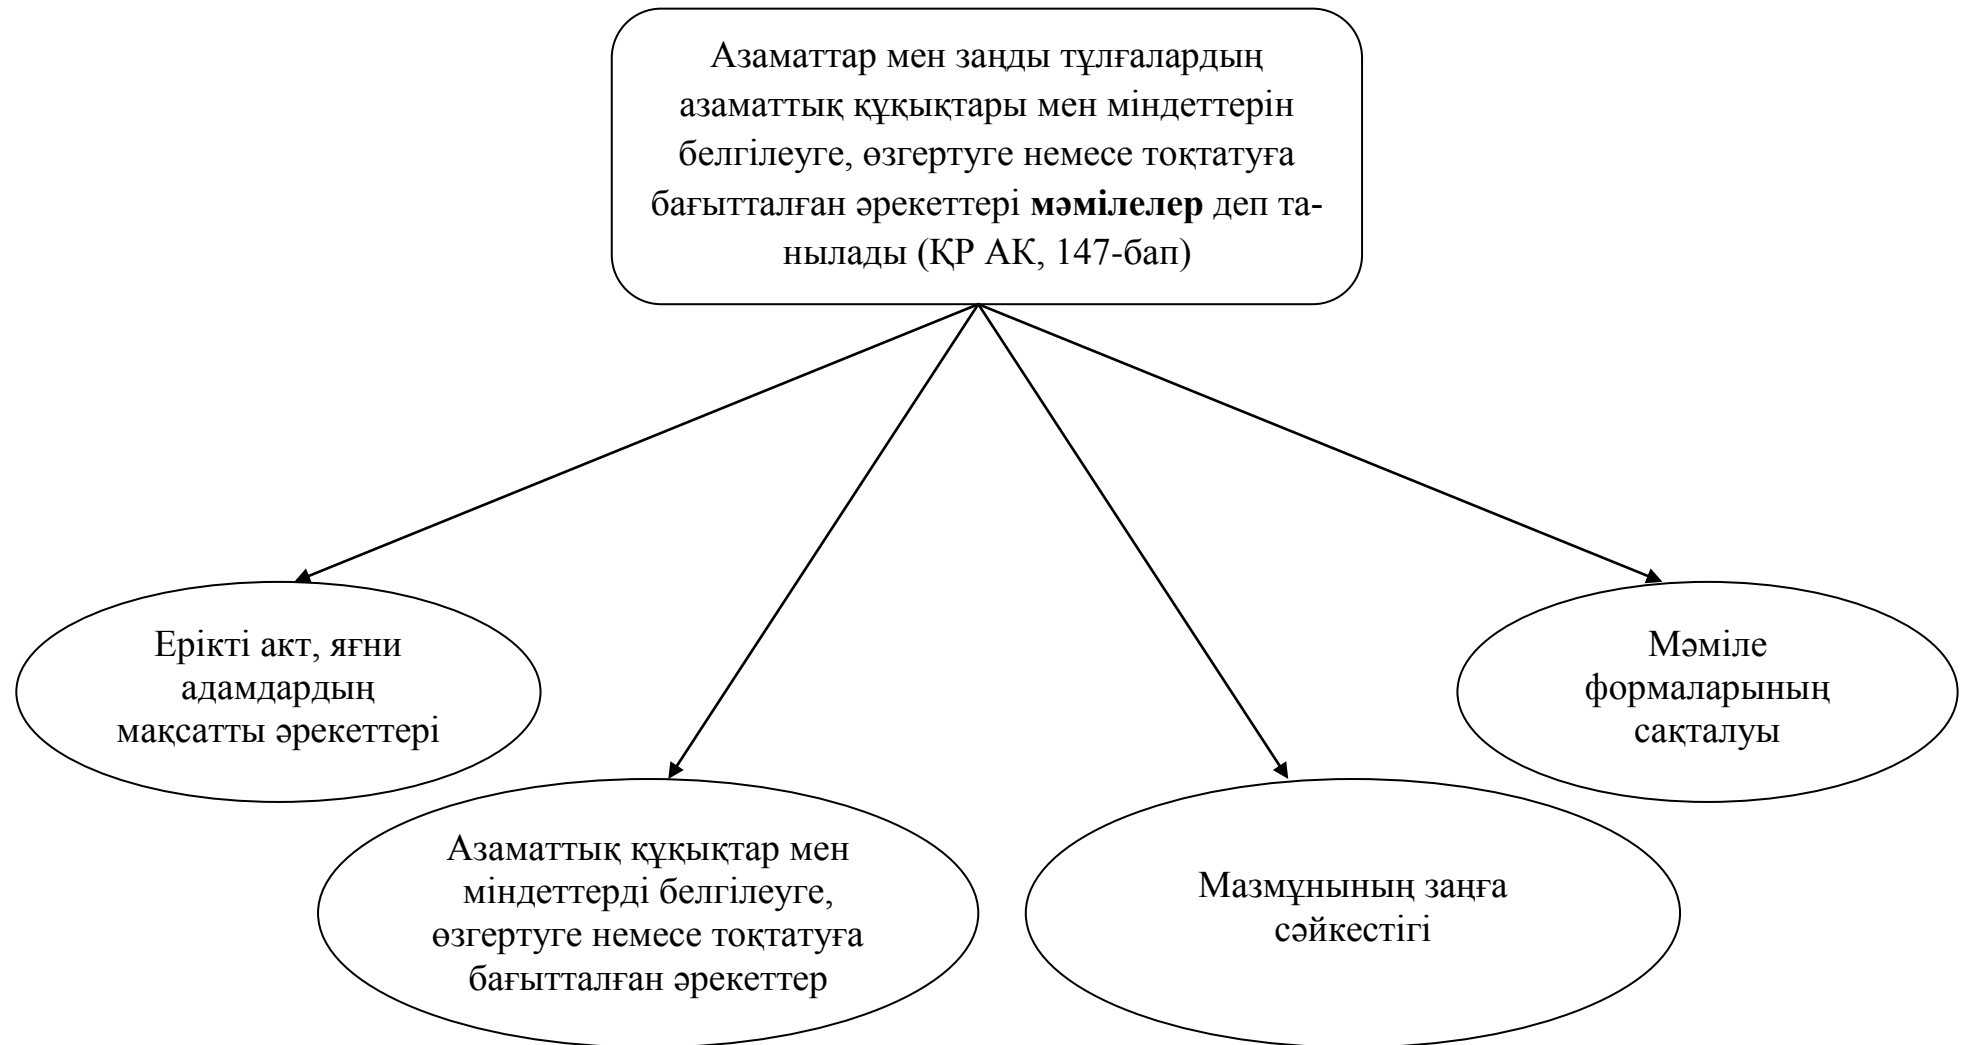 Азаматтар мен заңды тұлғалардың
азаматтық құқықтары мен міндеттерін
белгілеуге, өзгертуге немесе тоқтатуға
бағытталған әрекеттері мәмілелер деп та-
нылады (ҚР АК, 147-бап)
Ерікті акт, яғни
адамдардың
мақсатты әрекеттері
Азаматтық құқықтар мен
міндеттерді белгілеуге,
өзгертуге немесе тоқтатуға
бағытталған әрекеттер
Мазмұнының заңға
сәйкестігі
Мәміле
формаларының
сақталуы